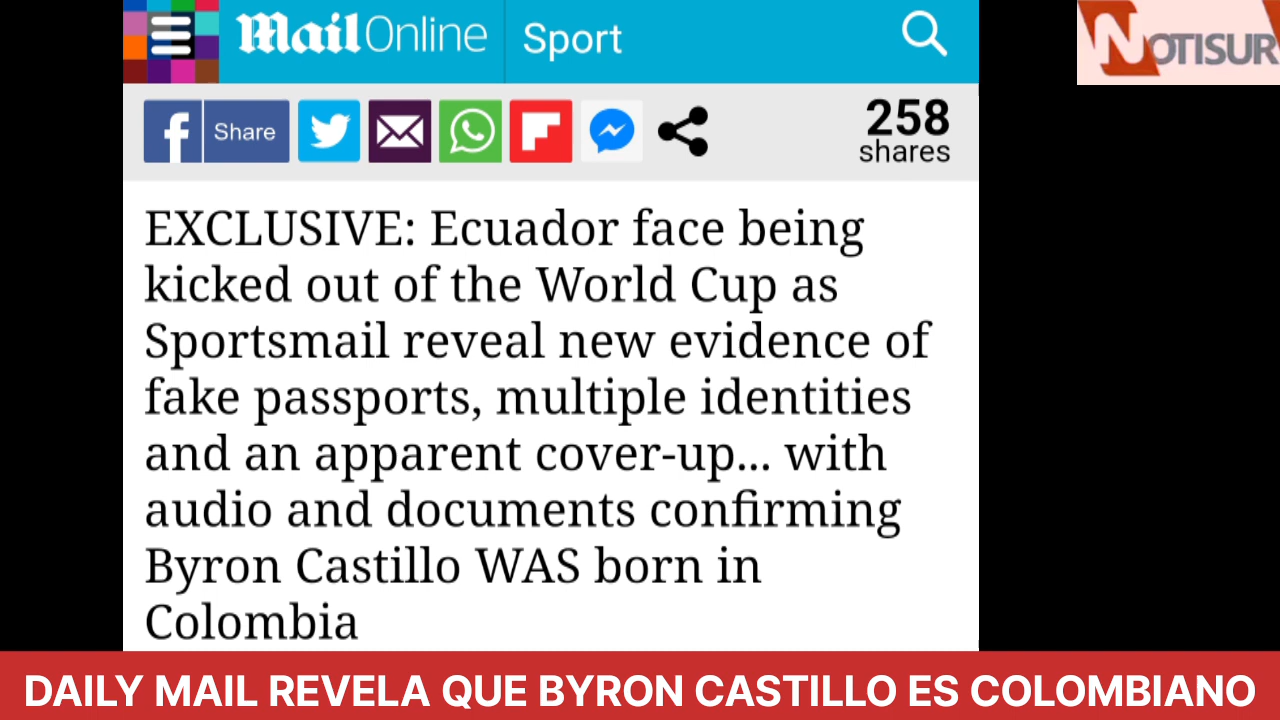 Mail Online
Sport
NOTISUR
f Share
258
shares
EXCLUSIVE: Ecuador face being
kicked out of the World Cup as
Sportsmail reveal new evidence of
fake passports, multiple identities
and an apparent cover-up... with
audio and documents confirming
Byron Castillo WAS born in
Colombia
DAILY MAIL REVELA QUE BYRON CASTILLO ES COLOMBIANO